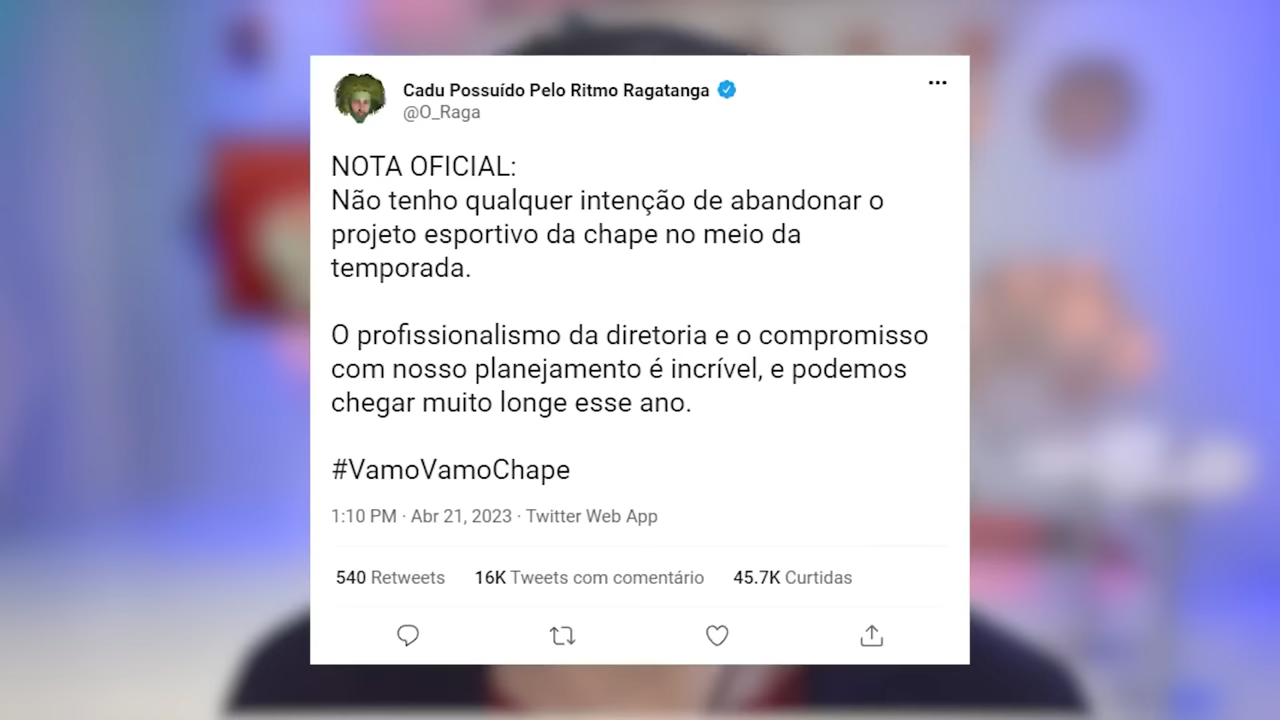 Cadu Possuído Pelo Ritmo Ragatanga
@O_Raga
NOTA OFICIAL:
Não tenho qualquer intenção de abandonar o
projeto esportivo da chape no meio da
temporada.
O profissionalismo da diretoria e o compromisso
com nosso planejamento é incrível, e podemos
chegar muito longe esse ano.
#VamoVamoChape
1:10 PM · Abr 21, 2023 · Twitter Web App
540 Retweets 16K Tweets com comentário 45.7K Curtidas